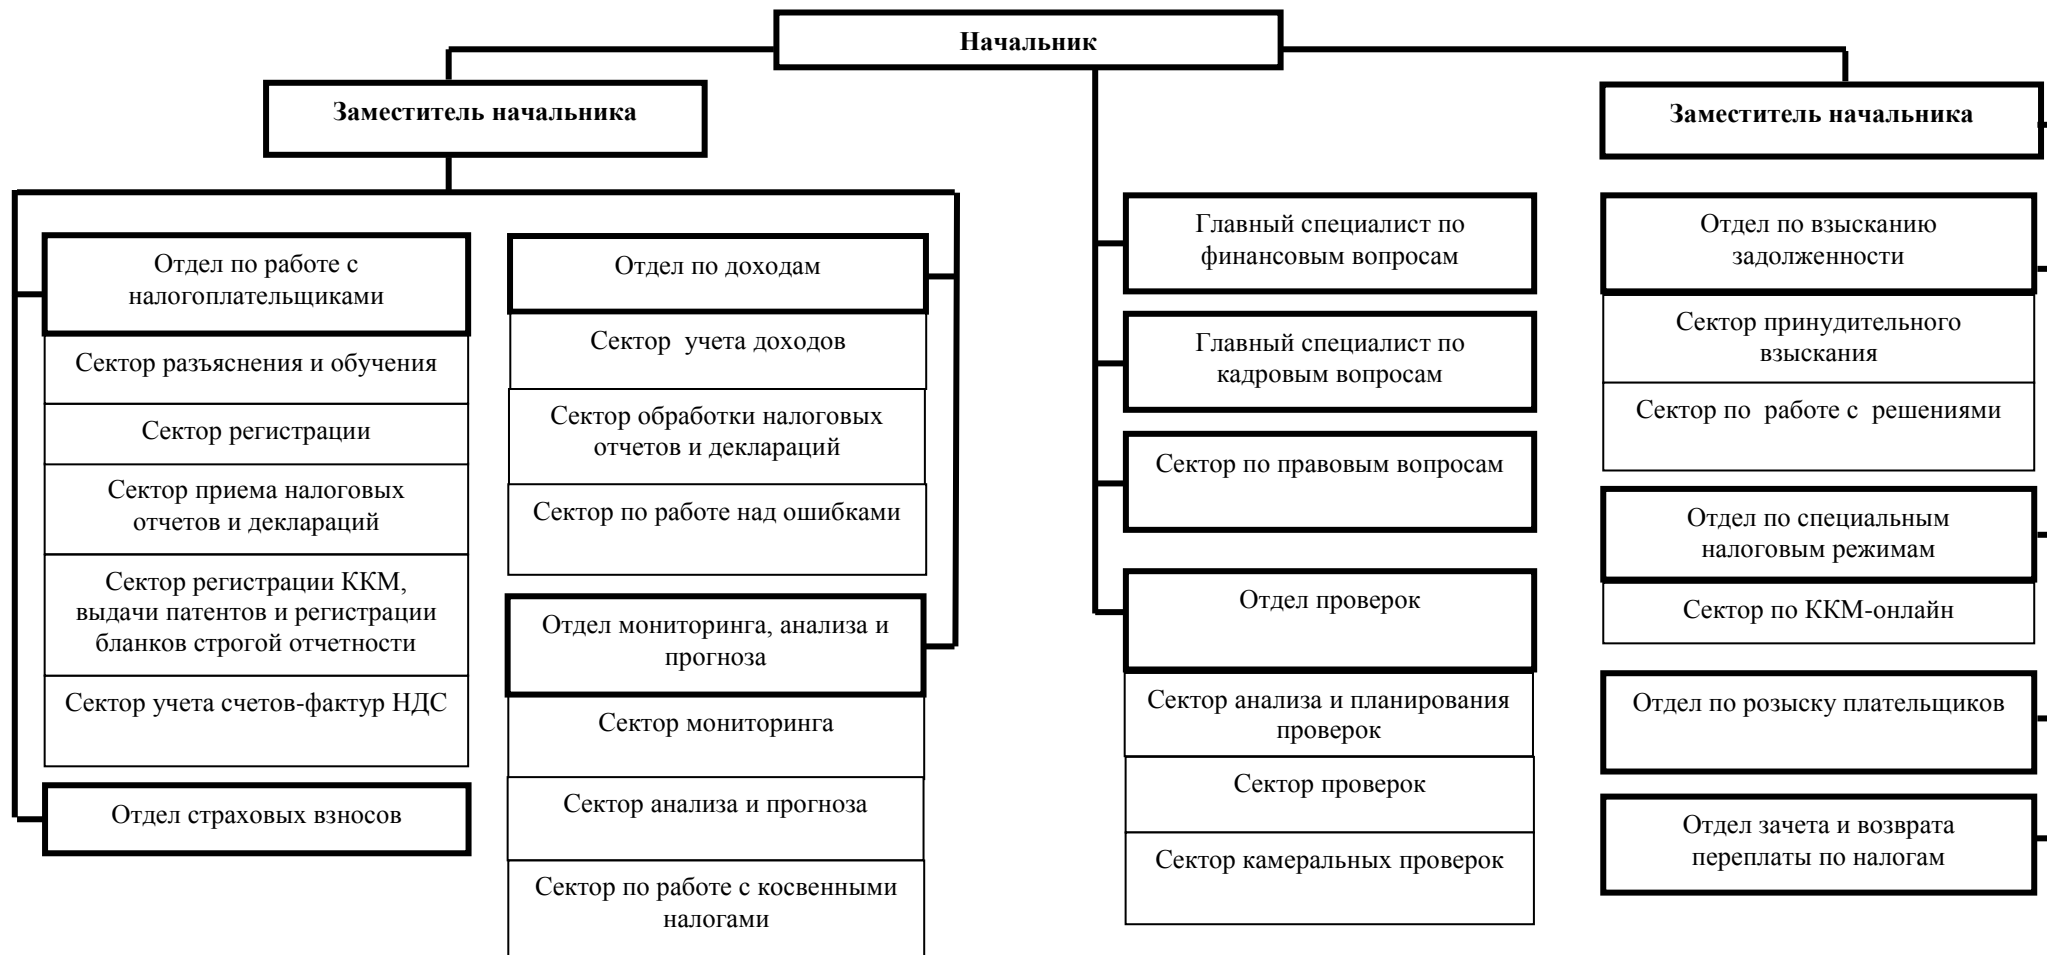 Начальник
Заместитель начальника
Отдел по работе с
налогоплательщиками
Сектор разъяснения и обучения
Сектор регистрации
Сектор приема налоговых
отчетов и деклараций
Сектор регистрации ККМ,
выдачи патентов и регистрации
бланков строгой отчетности
Сектор учета счетов-фактур НДС
Отдел страховых взносов
Отдел по доходам
Сектор учета доходов
Сектор обработки налоговых
отчетов и деклараций
Сектор по работе над ошибками
Отдел мониторинга, анализа и
прогноза
Сектор мониторинга
Сектор анализа и прогноза
Сектор по работе с косвенными
налогами
Главный специалист по
финансовым вопросам
Главный специалист по
кадровым вопросам
Сектор по правовым вопросам
Отдел проверок
Сектор анализа и планирования
проверок
Сектор проверок
Сектор камеральных проверок
Заместитель начальника
Отдел по взысканию
задолженности
Сектор принудительного
взыскания
Сектор по работе с решениями
Отдел по специальным
налоговым режимам
Сектор по ККМ-онлайн
Отдел по розыску плательщиков
Отдел зачета и возврата
переплаты по налогам